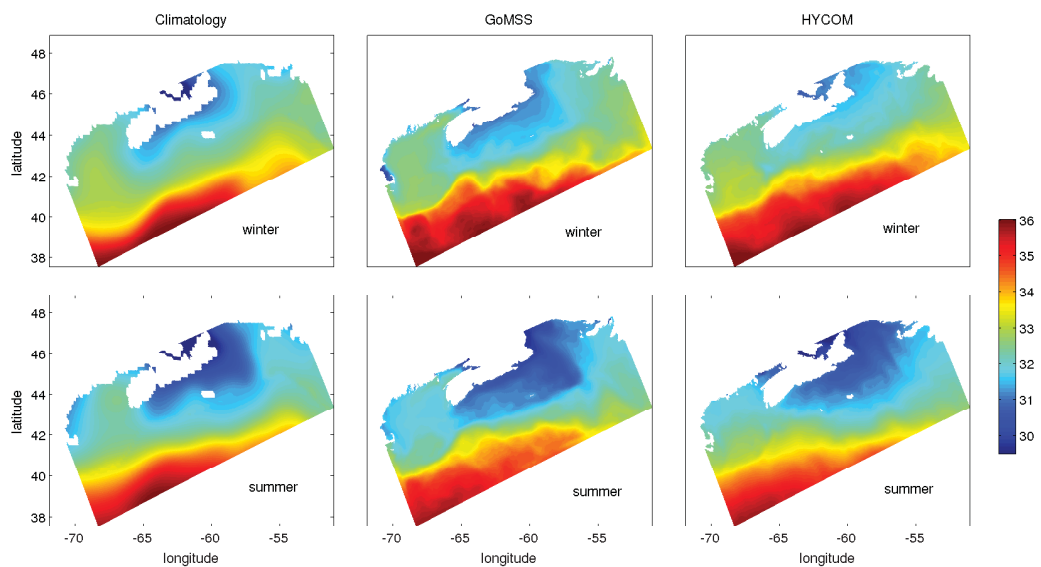 Climatology GoMSS HYCOM
48
46
44
42
40
38
latitude
winter winter winter
36
35
34
33
32
31
30
48
46
44
42
40
38
latitude
summer summer summer
-70 -65 -60 -55 -70 -65 -60 -55 -70 -65 -60 -55
longitude longitude longitude